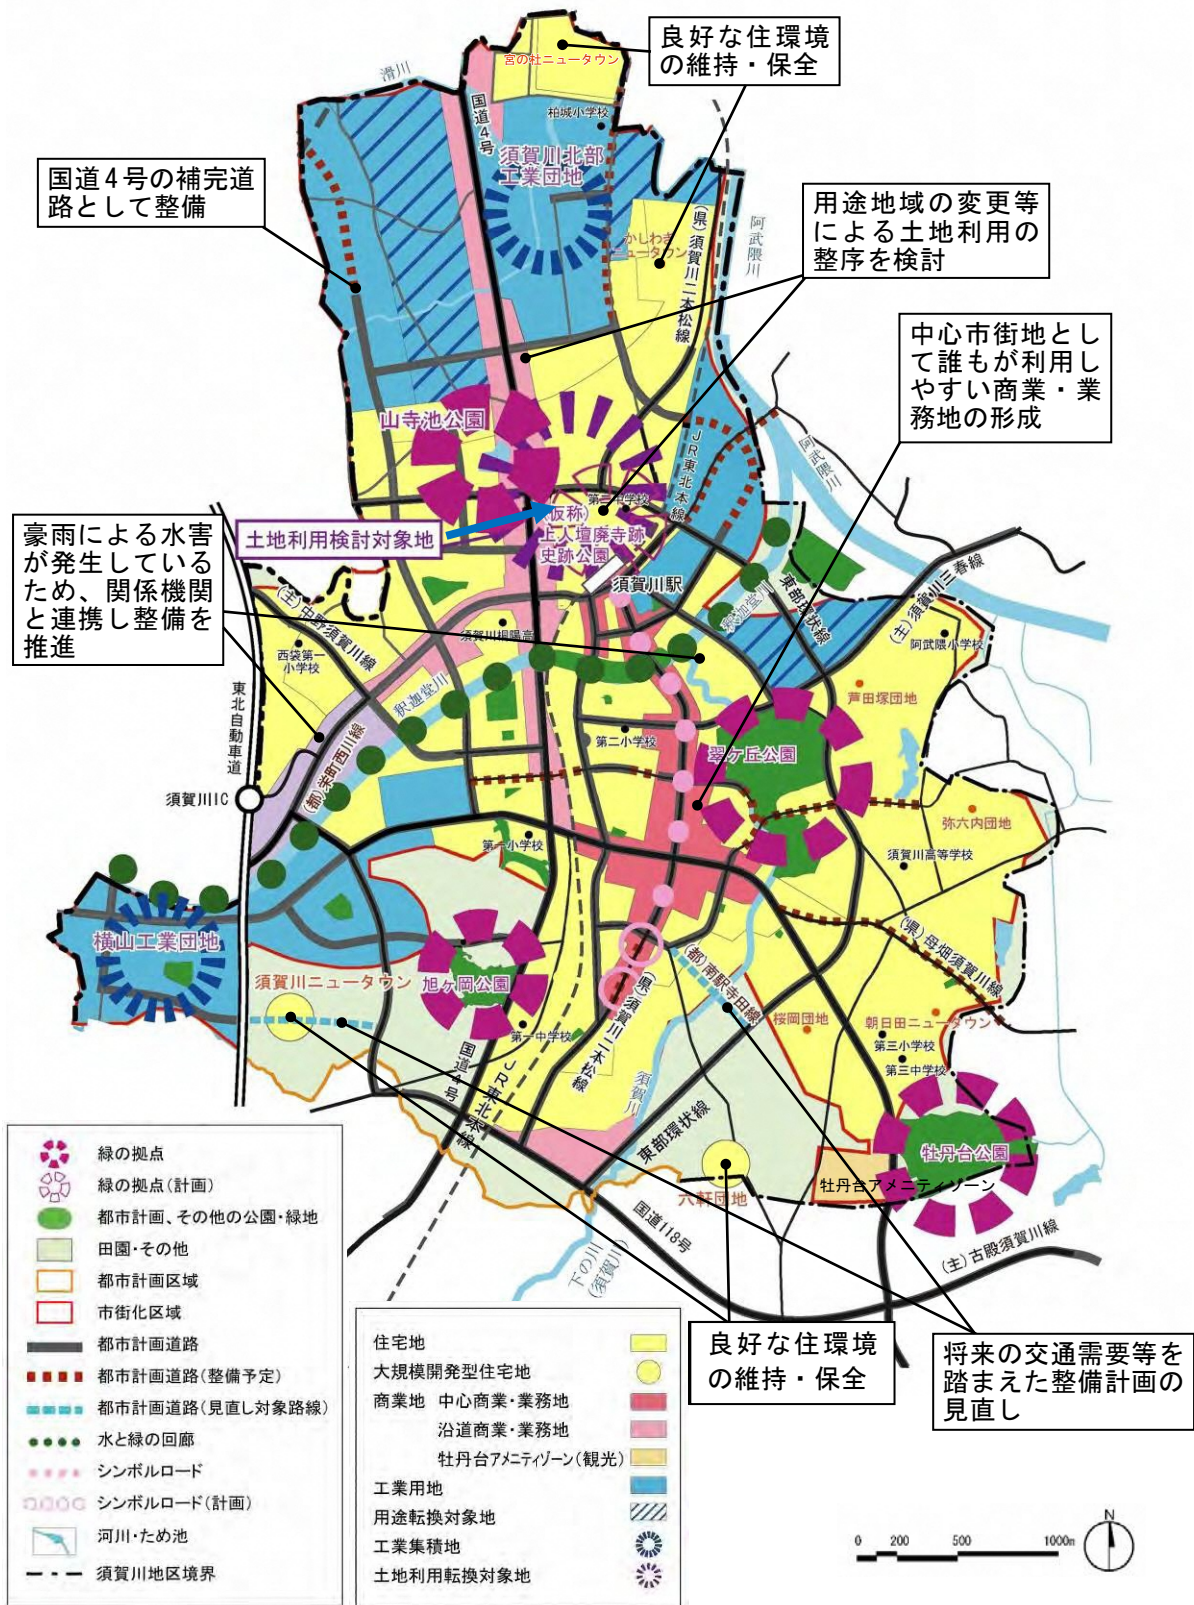 良好な住環境
の維持・保全
宮の杜ニュータウン
滑川
国道4号
柏城小学校
須賀川北部
工業団地
国道4号の補完道
路として整備
用途地域の変更等
による土地利用の
整序を検討
かしわぎ
ニュータウン
(県)須賀川二本松線
阿武隈川
中心市街地とし
て誰もが利用し
やすい商業・業
務地の形成
山寺池公園
JR東北本線
阿武隈川
第二中学校
(仮称)
上人壇廃寺跡
史跡公園
土地利用検討対象地
豪雨による水害
が発生している
ため、関係機関
と連携し整備を
推進
須賀川駅
釈迦堂川
東部環状線
(主)須賀川三春線
(主)中野須賀川線
須賀川桐陽高
西袋第一
小学校
阿武隈小学校
東北自動車道
釈迦堂川
芦田塚団地
第二小学校
翠ケ丘公園
(都)栄町西川線
須賀川IC
弥六内団地
第一小学校
須賀川高等学校
横山工業団地
(県)母畑須賀川線
須賀川ニュータウン
旭ヶ岡公園
(都)南駅寺田線
(県)須賀川二本松線
桜岡団地
朝日田ニュータウン
第三小学校
第三中学校
第一中学校
国道4号
JR東北本線
須賀川
東部環状線
牡丹台公園
牡丹台アメニティゾーン
六軒団地
国道118号
下の川
(須賀川)
(主)古殿須賀川線
緑の拠点
緑の拠点(計画)
都市計画、その他の公園・緑地
田園・その他
都市計画区域
市街化区域
都市計画道路
都市計画道路(整備予定)
都市計画道路(見直し対象路線)
水と緑の回廊
シンボルロード
シンボルロード(計画)
河川・ため池
須賀川地区境界
住宅地
大規模開発型住宅地
商業地 中心商業・業務地
沿道商業・業務地
牡丹台アメニティゾーン(観光)
工業用地
用途転換対象地
工業集積地
土地利用転換対象地
良好な住環境
の維持・保全
将来の交通需要等を
踏まえた整備計画の
見直し
0 200 500 1000m
N